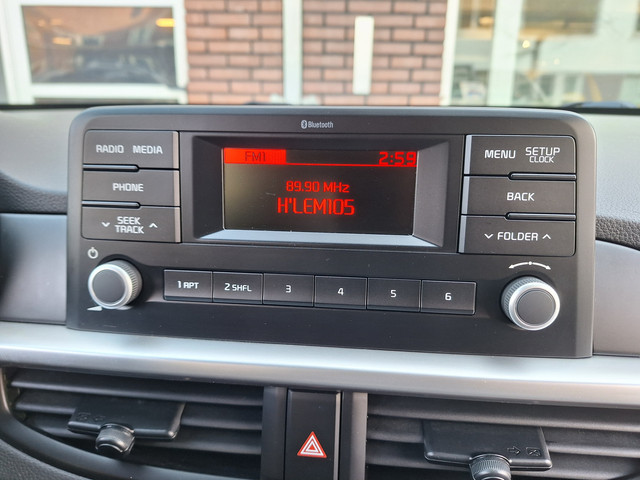 Bluetooth
RADIO MEDIA
PHONE
SEEK
TRACK
FM1 2:59
89.90 MHz
H'LEM105
MENU SETUP
CLOCK
BACK
FOLDER
1 RPT 2 SHFL 3 4 5 6